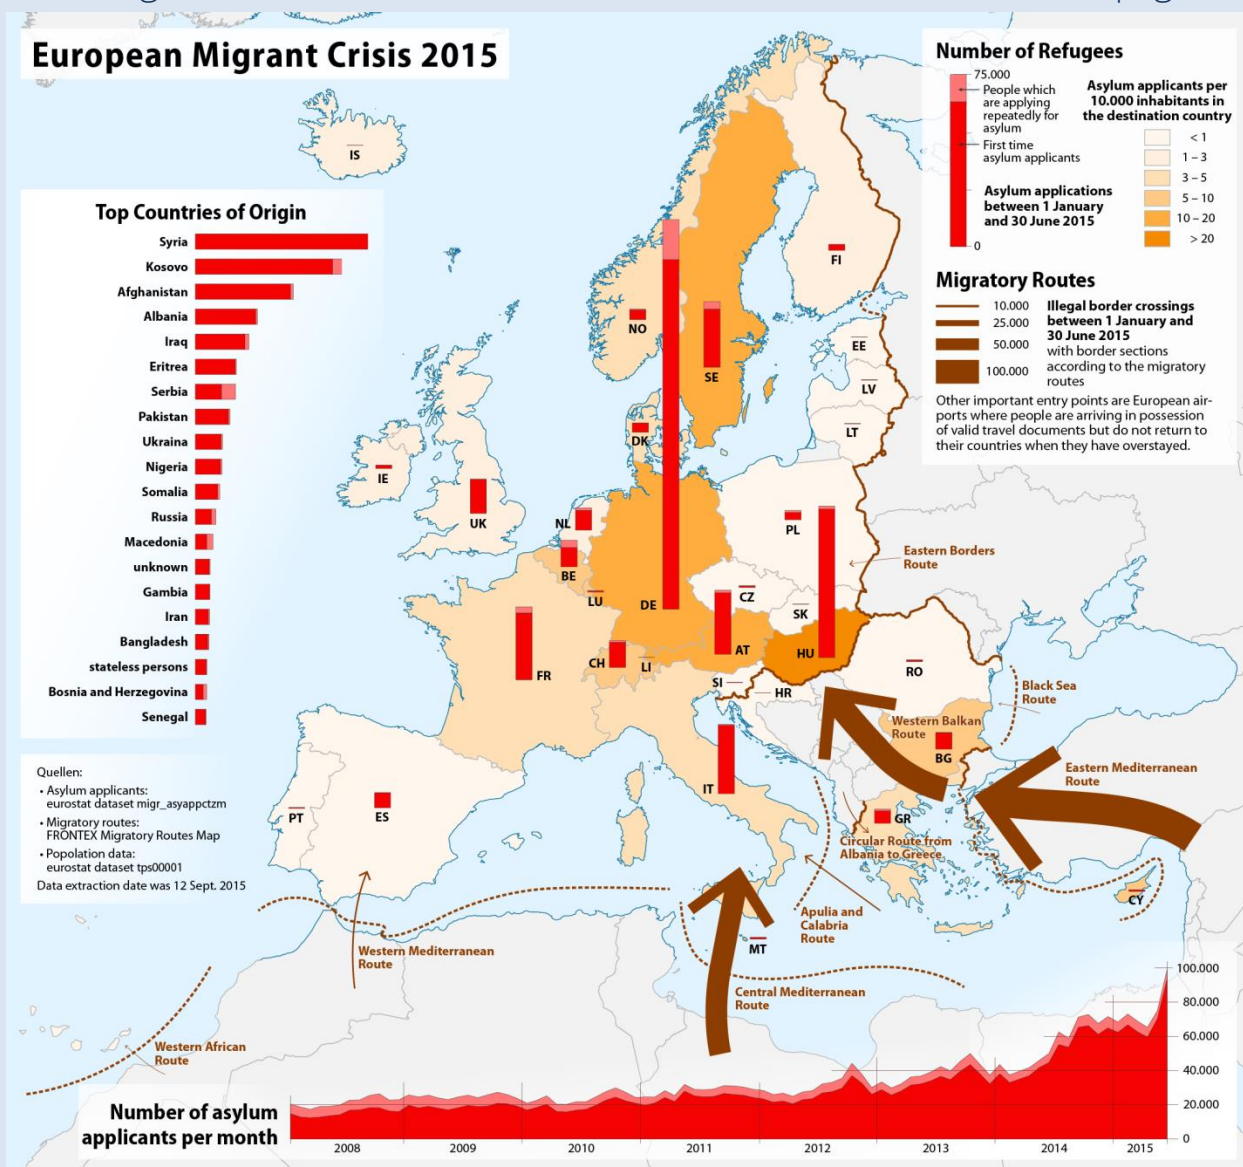 European Migrant Crisis 2015
Number of Refugees
75.000
People which
are applying
repeatedly for
asylum
First time
asylum applicants
Asylum applications
between 1 January
and 30 June 2015
0
Asylum applicants per
10.000 inhabitants in
the destination country
< 1
1 – 3
3 – 5
5 – 10
10 – 20
> 20
Migratory Routes
10.000
25.000
50.000
100.000
Illegal border crossings
between 1 January and
30 June 2015
with border sections
according to the migratory
routes
Other important entry points are European air-
ports where people are arriving in possession
of valid travel documents but do not return to
their countries when they have overstayed.
Top Countries of Origin
Syria
Kosovo
Afghanistan
Albania
Iraq
Eritrea
Serbia
Pakistan
Ukraina
Nigeria
Somalia
Russia
Macedonia
unknown
Gambia
Iran
Bangladesh
stateless persons
Bosnia and Herzegovina
Senegal
Quellen:
• Asylum applicants:
eurostat dataset migr_asyappctzm
• Migratory routes:
FRONTEX Migratory Routes Map
• Popolation data:
eurostat dataset tps00001
Data extraction date was 12 Sept. 2015
IS
FI
NO
SE
EE
LV
LT
DK
IE
UK
NL
BE
LU
DE
PL
CZ
SK
AT
HU
CH
LI
FR
SI
HR
RO
BG
IT
GR
PT
ES
MT
CY
Eastern Borders
Route
Black Sea
Route
Western Balkan
Route
Eastern Mediterranean
Route
Circular Route from
Albania to Greece
Apulia and
Calabria
Route
Central Mediterranean
Route
Western Mediterranean
Route
Western African
Route
Number of asylum
applicants per month
100.000
80.000
60.000
40.000
20.000
0
2008
2009
2010
2011
2012
2013
2014
2015